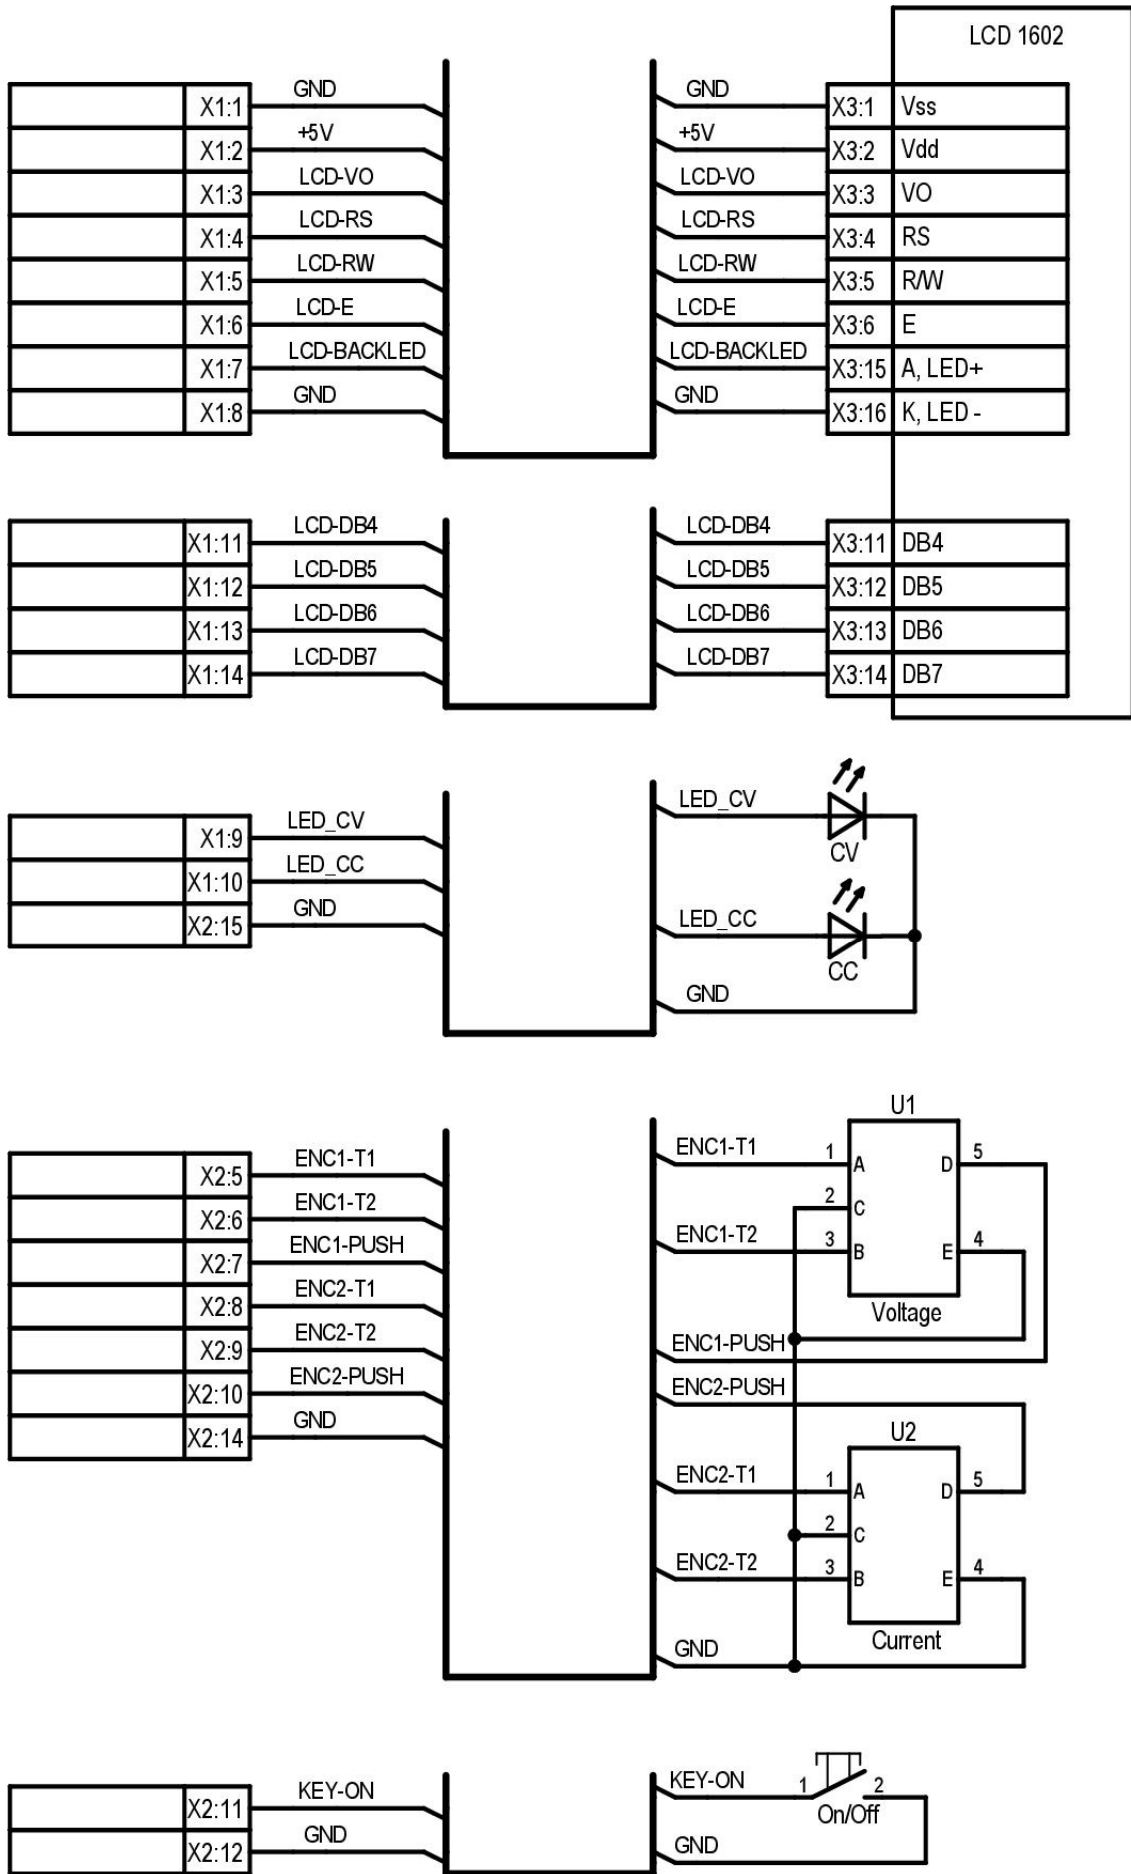 LCD 1602
X1:1 GND GND X3:1 Vss
X1:2 +5V +5V X3:2 Vdd
X1:3 LCD-VO LCD-VO X3:3 VO
X1:4 LCD-RS LCD-RS X3:4 RS
X1:5 LCD-RW LCD-RW X3:5 R/W
X1:6 LCD-E LCD-E X3:6 E
X1:7 LCD-BACKLED LCD-BACKLED X3:15 A, LED+
X1:8 GND GND X3:16 K, LED -
X1:11 LCD-DB4 LCD-DB4 X3:11 DB4
X1:12 LCD-DB5 LCD-DB5 X3:12 DB5
X1:13 LCD-DB6 LCD-DB6 X3:13 DB6
X1:14 LCD-DB7 LCD-DB7 X3:14 DB7
X1:9 LED_CV
X1:10 LED_CC
X2:15 GND
LED_CV
CV
LED_CC
CC
GND
X2:5 ENC1-T1
X2:6 ENC1-T2
X2:7 ENC1-PUSH
X2:8 ENC2-T1
X2:9 ENC2-T2
X2:10 ENC2-PUSH
X2:14 GND
U1
ENC1-T1 1 A D 5
2 C
ENC1-T2 3 B E 4
Voltage
ENC1-PUSH
ENC2-PUSH
U2
ENC2-T1 1 A D 5
2 C
ENC2-T2 3 B E 4
Current
GND
X2:11 KEY-ON
X2:12 GND
KEY-ON 1 2
On/Off
GND